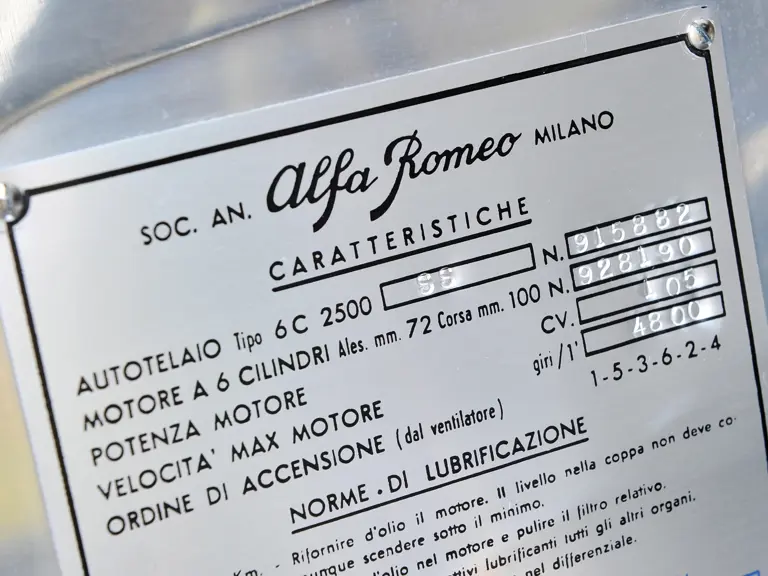 SOC. AN. Alfa Romeo MILANO
CARATTERISTICHE
AUTOTELAIO Tipo 6C 2500 SS N. 915882
MOTORE A 6 CILINDRI Ales. mm. 72 Corsa mm. 100 N. 928190
POTENZA MOTORE CV. 105
VELOCITA' MAX MOTORE giri/1' 4800
ORDINE DI ACCENSIONE (dal ventilatore) 1-5-3-6-2-4
NORME . DI LUBRIFICAZIONE
Km. - Rifornire d'olio il motore. Il livello nella coppa non deve co-
unque scendere sotto il minimo.
olio nel motore e pulire il filtro relativo.
lubrificanti tutti gli altri organi.
nel differenziale.